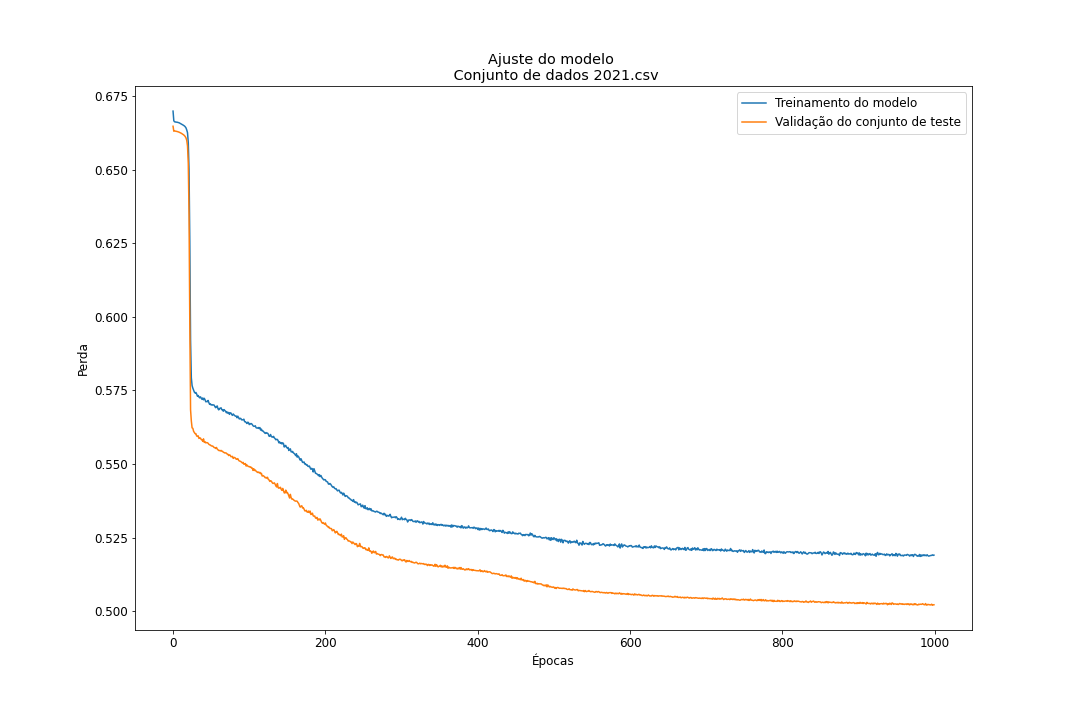 Ajuste do modelo
Conjunto de dados 2021.csv
Treinamento do modelo
Validação do conjunto de teste
0.675
0.650
0.625
0.600
0.575
0.550
0.525
0.500
Perda
0
200
400
600
800
1000
Épocas